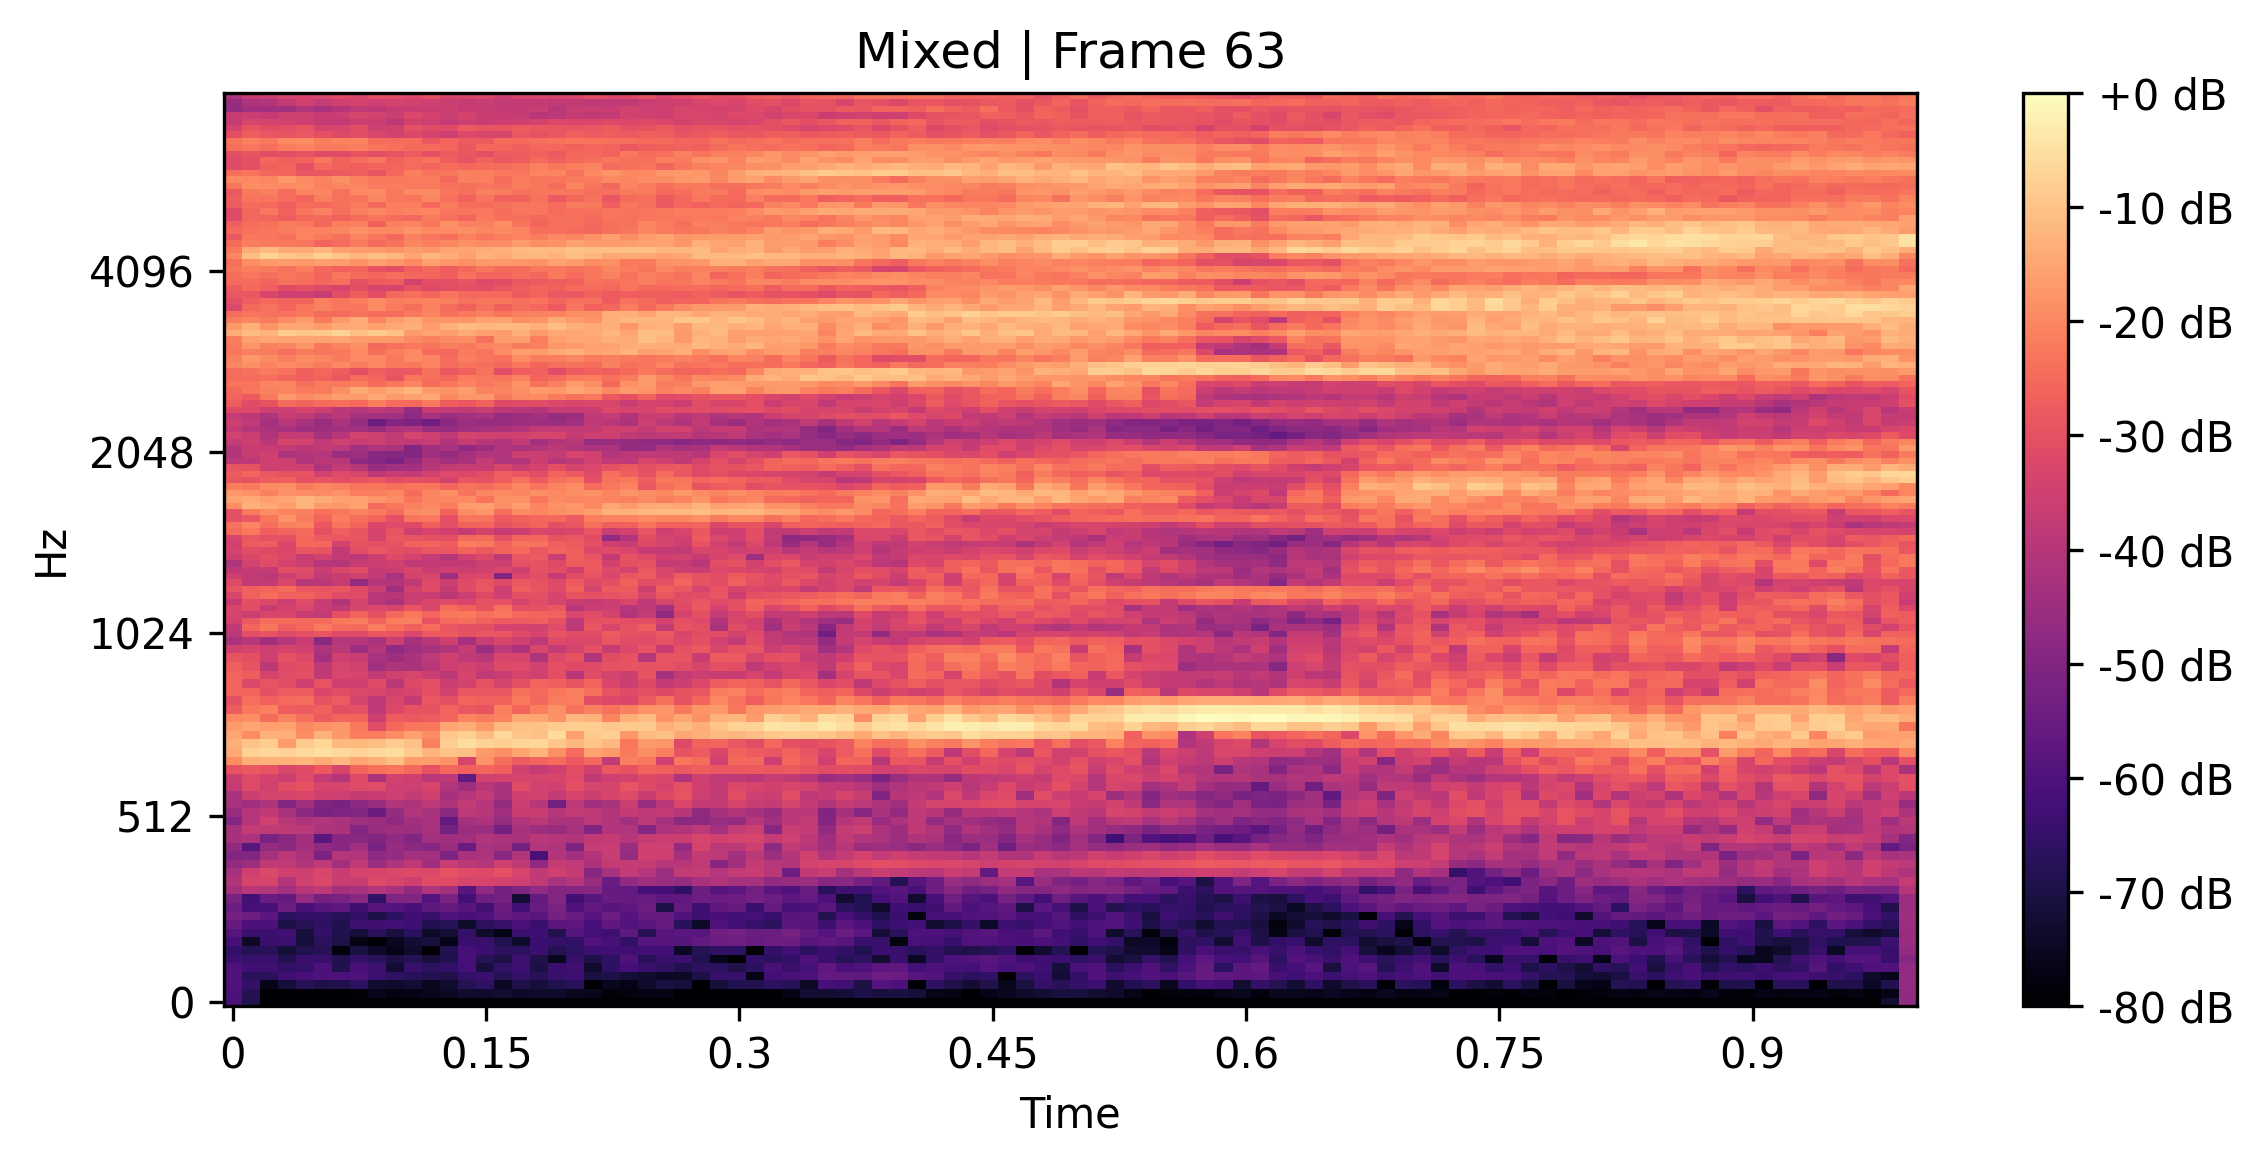 Mixed | Frame 63
+0 dB
-10 dB
-20 dB
-30 dB
-40 dB
-50 dB
-60 dB
-70 dB
-80 dB
4096
2048
1024
512
0
Hz
0 0.15 0.3 0.45 0.6 0.75 0.9
Time